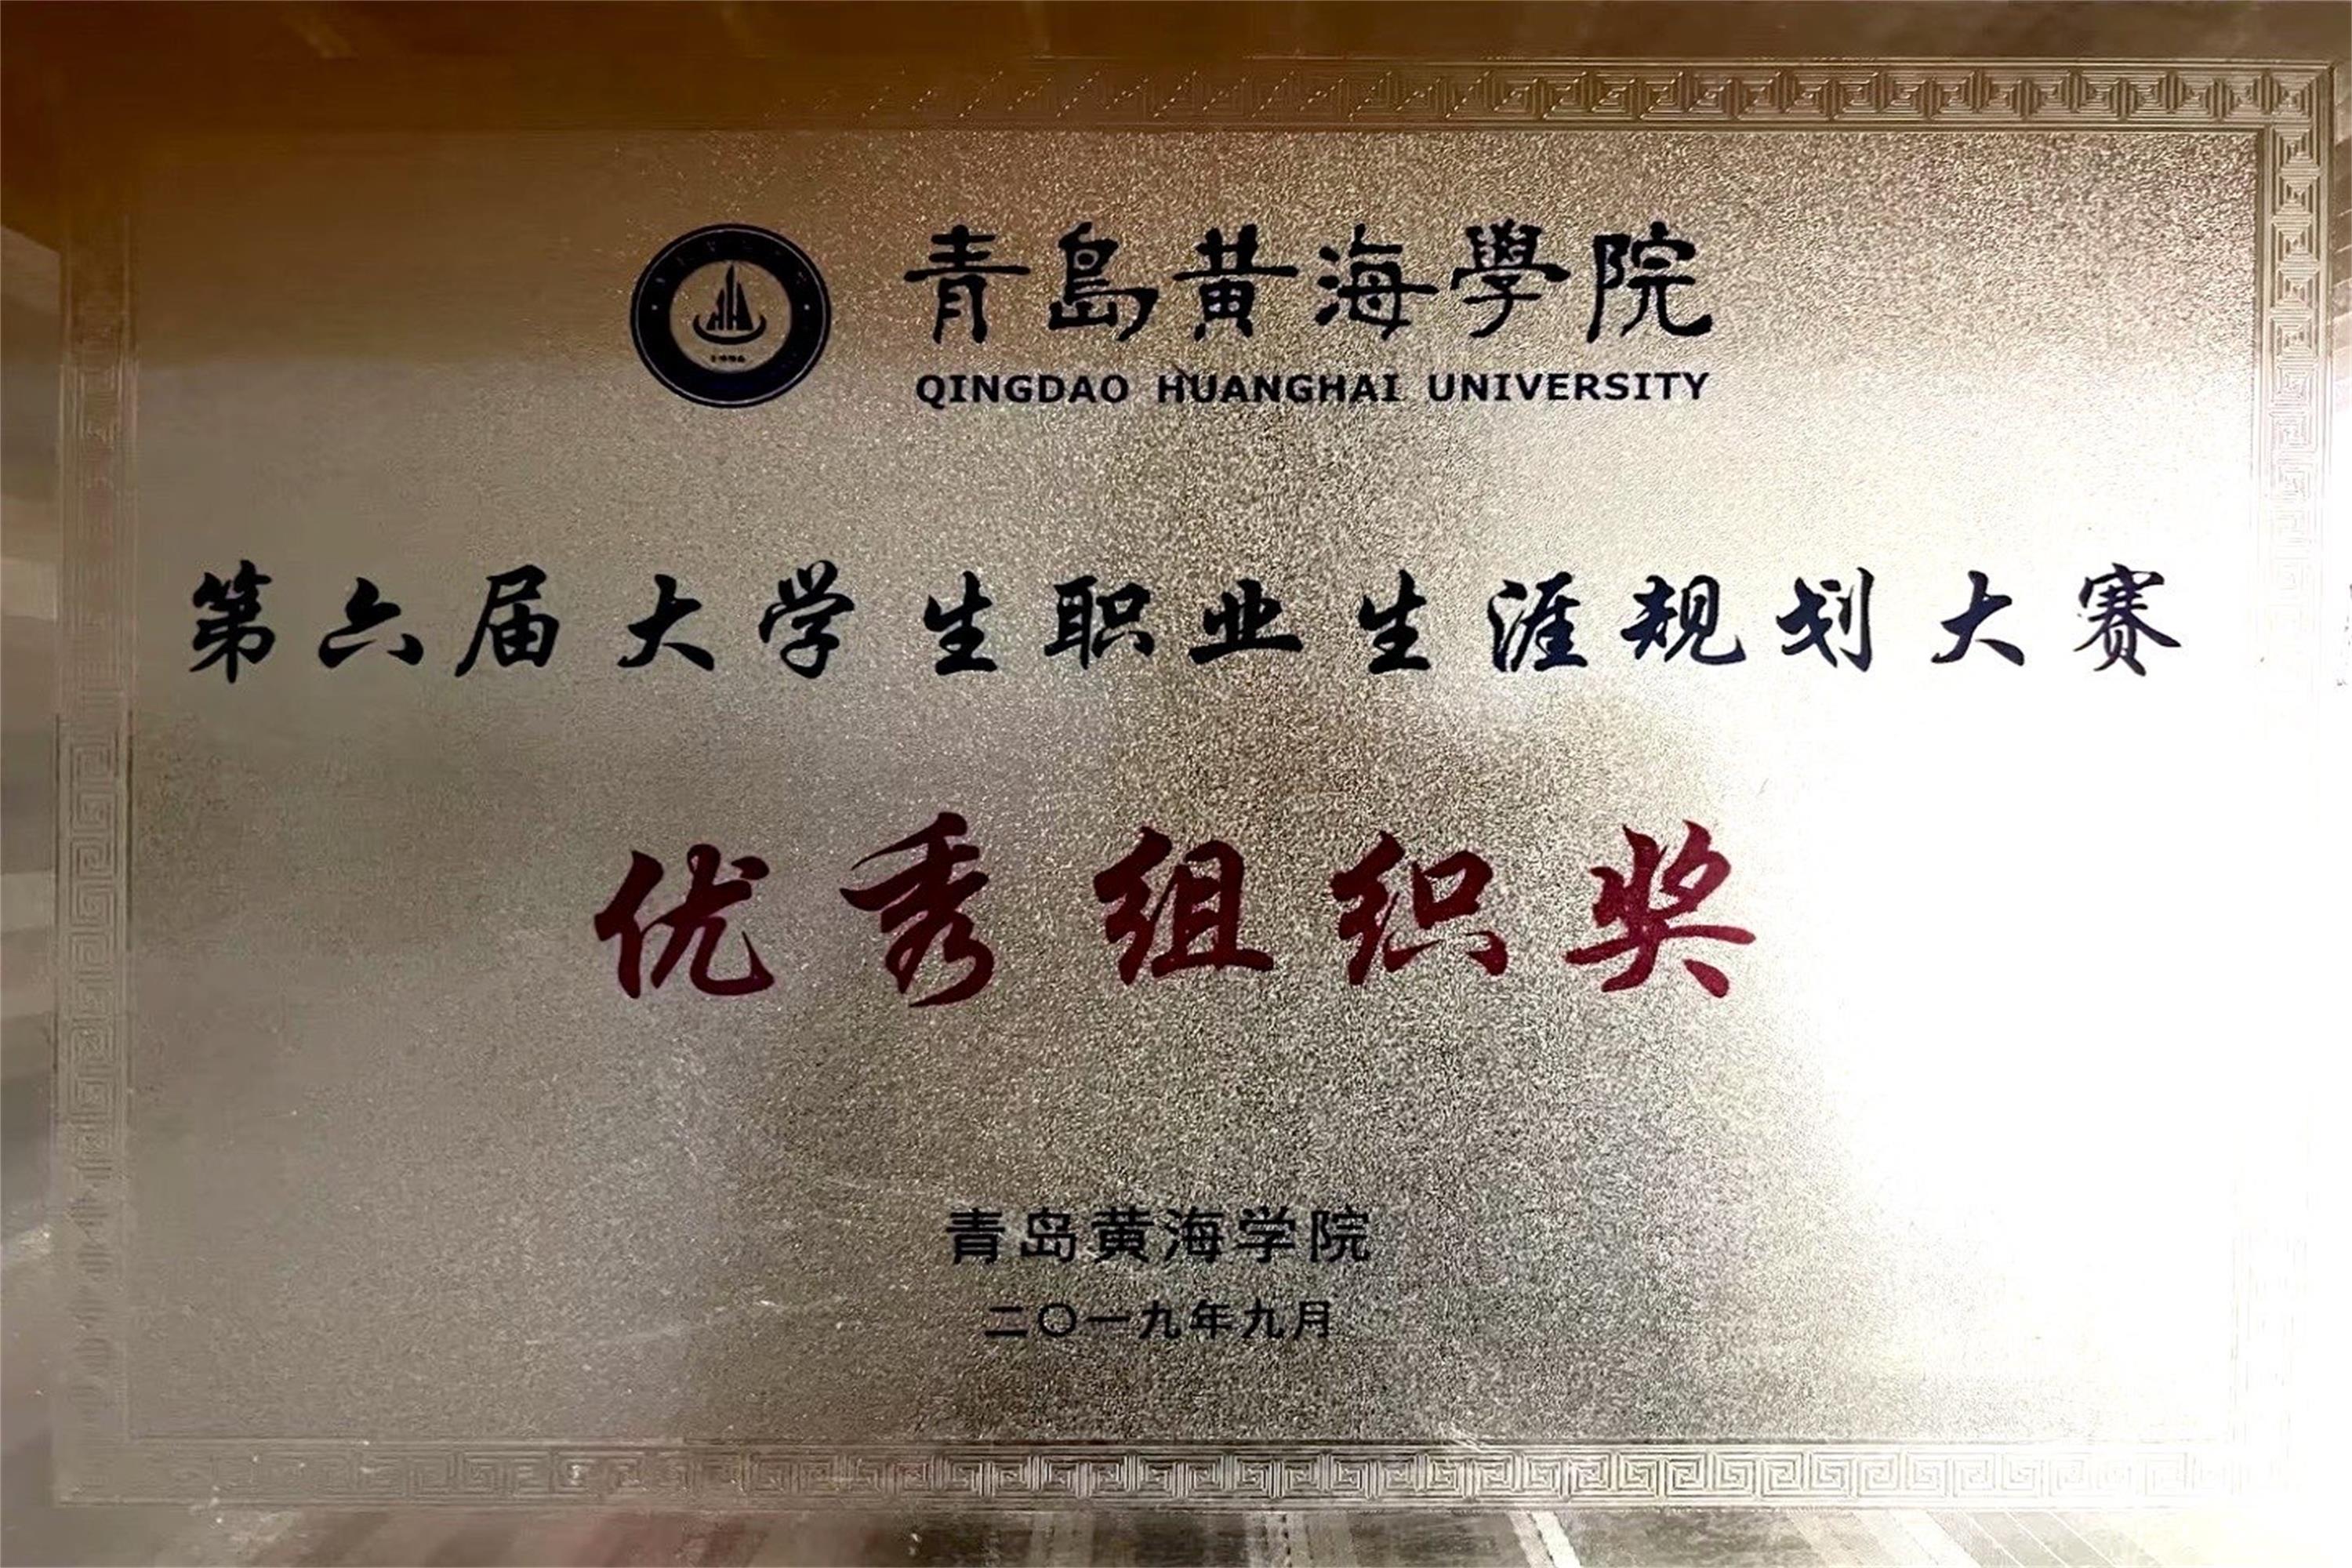 青島黄海學院
QINGDAO HUANGHAI UNIVERSITY
第六届大学生职业生涯规划大赛
优秀组织奖
青岛黄海学院
二〇一九年九月